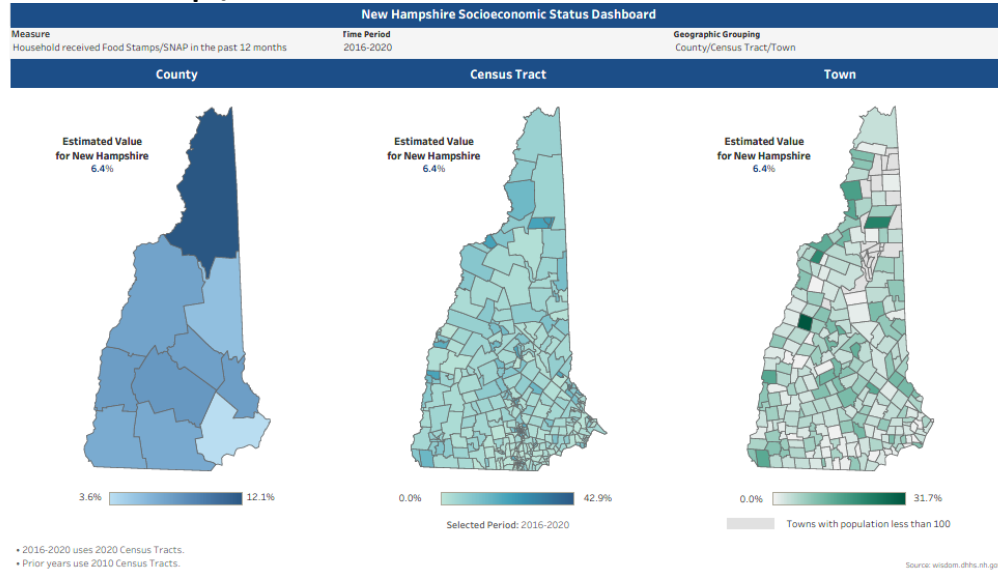 New Hampshire Socioeconomic Status Dashboard
Measure
Time Period
Geographic Grouping
Household received Food Stamps/SNAP in the past 12 months
2016-2020
County/Census Tract/Town
County
Census Tract
Town
Estimated Value
for New Hampshire
6.4%
Estimated Value
for New Hampshire
6.4%
Estimated Value
for New Hampshire
6.4%
3.6%
12.1%
0.0%
42.9%
0.0%
31.7%
Selected Period: 2016-2020
Towns with population less than 100
• 2016-2020 uses 2020 Census Tracts.
• Prior years use 2010 Census Tracts.
Source: wisdom.dhhs.nh.go